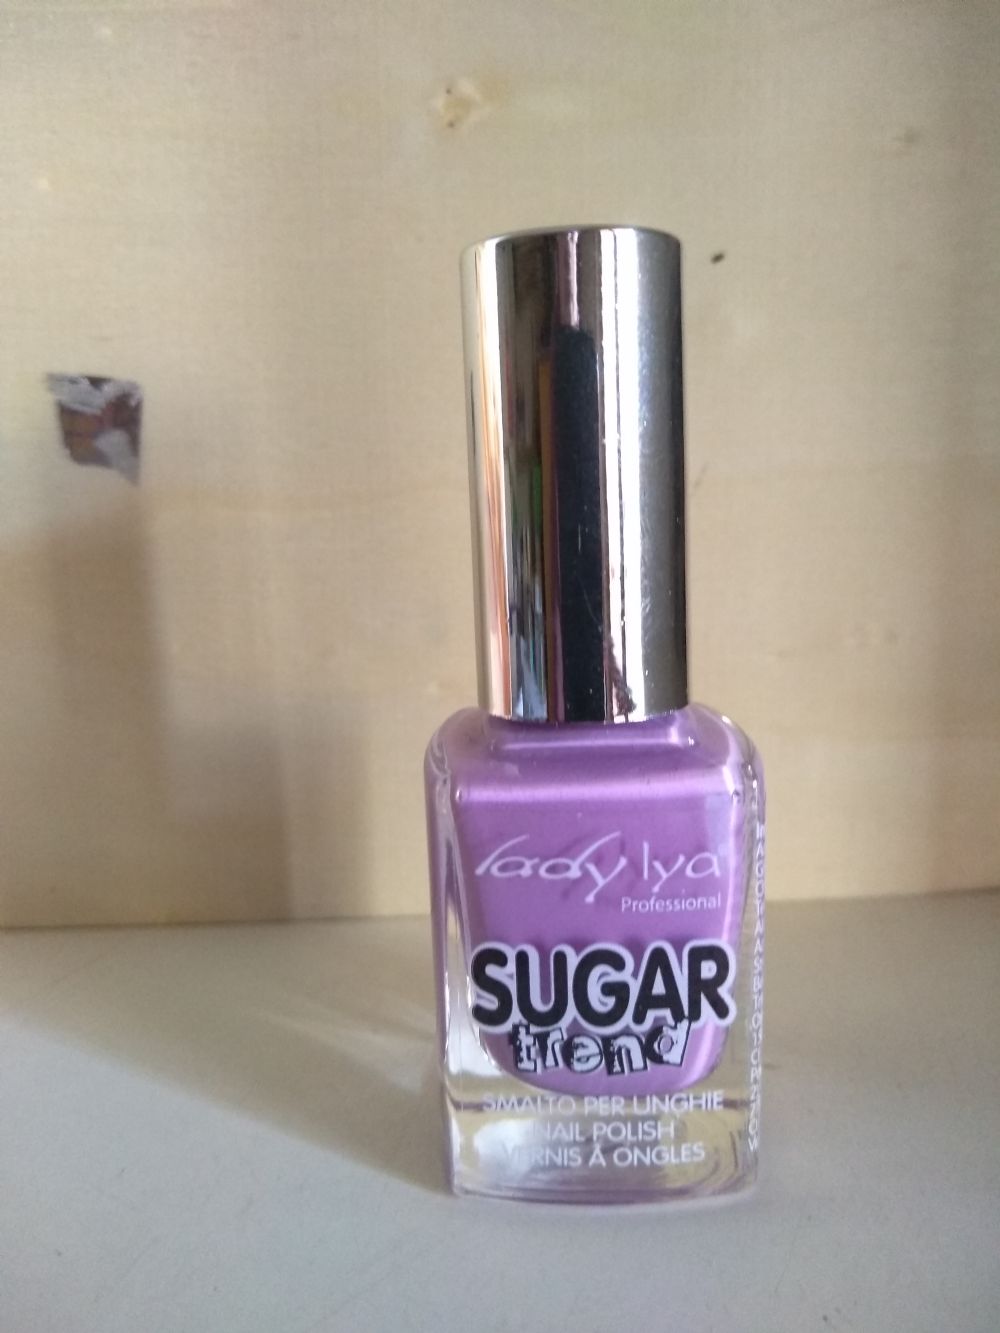 lady lya
Professional
SUGAR
trend
SMALTO PER UNGHIE
NAIL POLISH
VERNIS À ONGLES